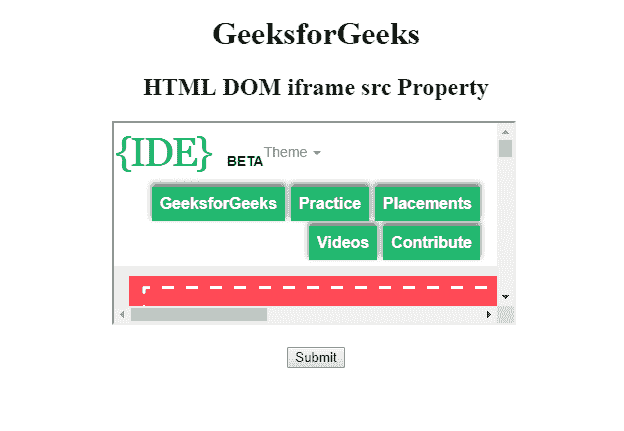 GeeksforGeeks
HTML DOM iframe src Property
{IDE} BETA Theme
GeeksforGeeks Practice Placements
Videos Contribute
Submit